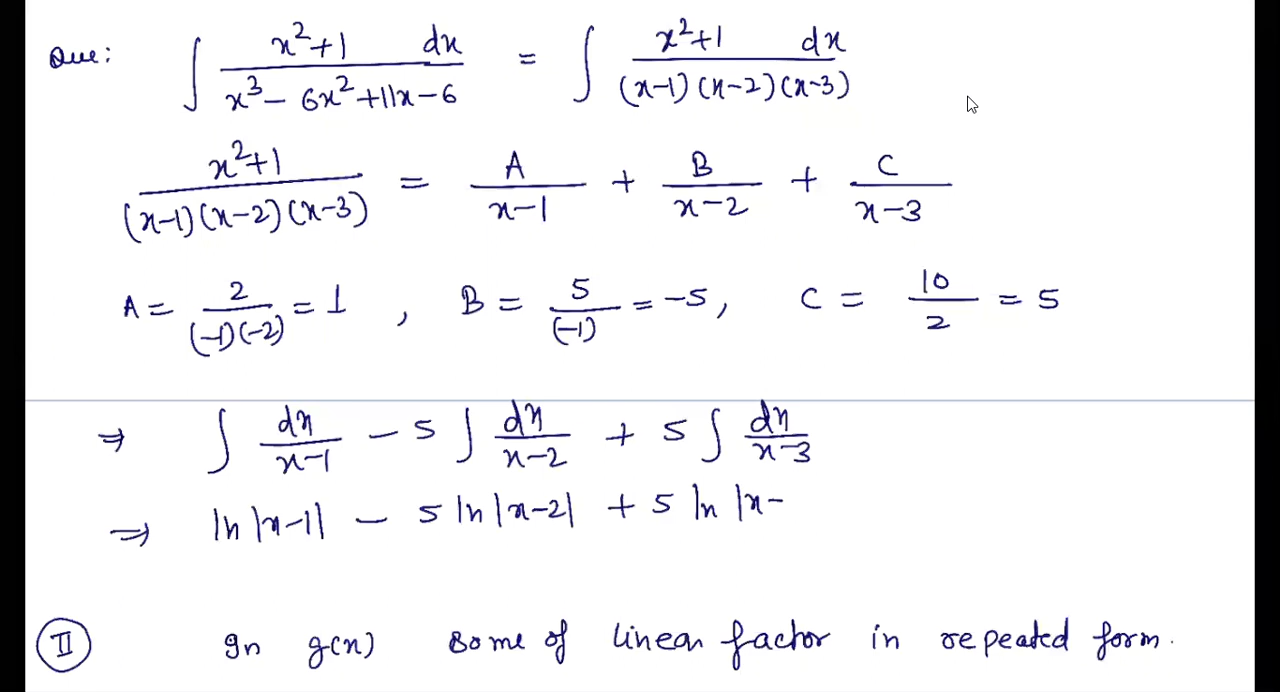 Que: ∫ x²+1 dx / x³ - 6x² + 11x - 6 = ∫ x²+1 dx / (x-1)(x-2)(x-3)
x²+1 / (x-1)(x-2)(x-3) = A / x-1 + B / x-2 + C / x-3
A = 2 / (-1)(-2) = 1 , B = 5 / (-1) = -5, C = 10 / 2 = 5
⇒ ∫ dx / x-1 - 5 ∫ dx / x-2 + 5 ∫ dx / x-3
⇒ ln |x-1| - 5 ln |x-2| + 5 ln |x-
II In g(x) some of linear factor in repeated form.